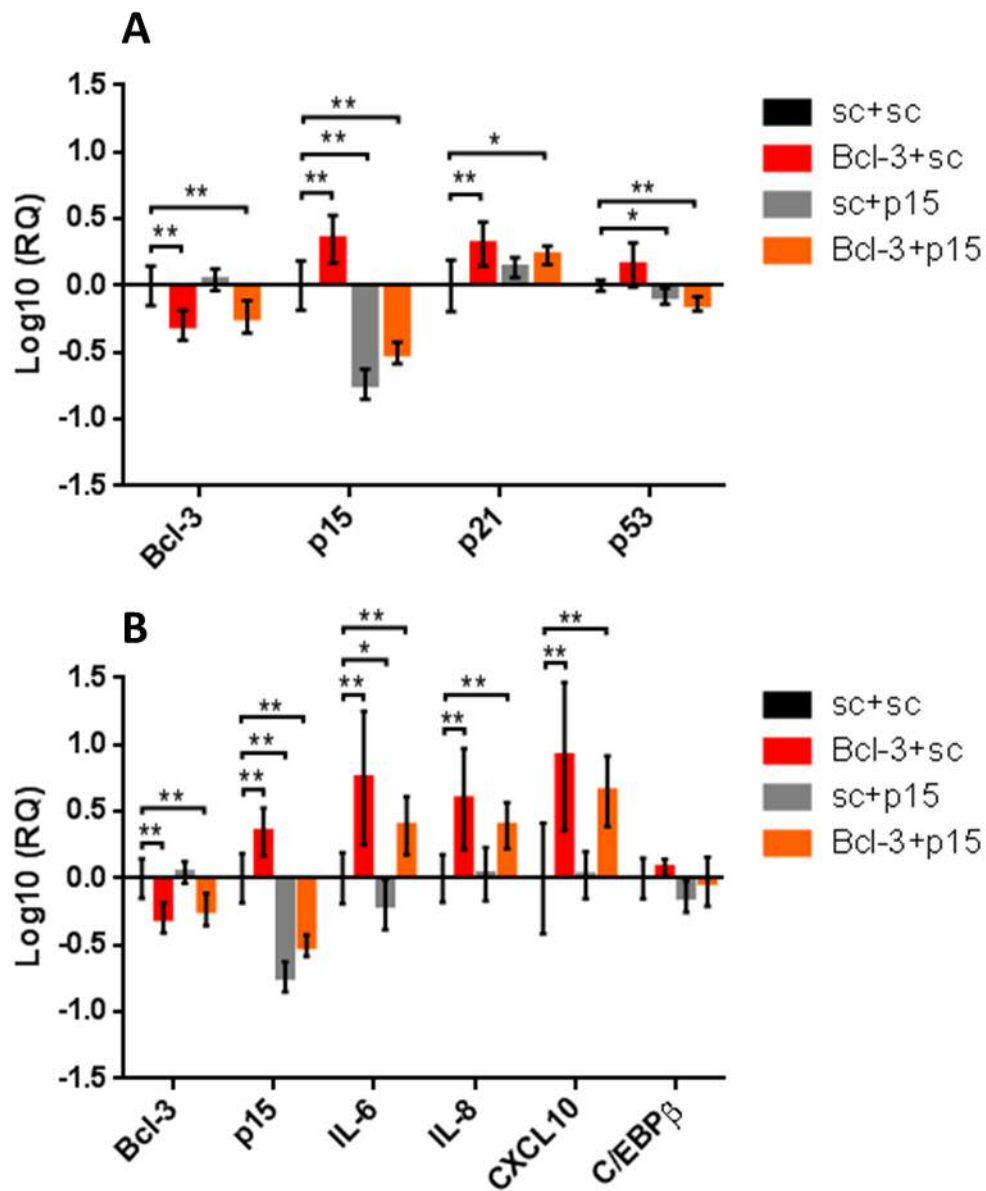 A
1.5
1.0
0.5
0.0
-0.5
-1.0
-1.5
Log10 (RQ)
** **
** ** **
** *
* **
Bcl-3 p15 p21 p53
sc+sc
Bcl-3+sc
sc+p15
Bcl-3+p15
B
1.5
1.0
0.5
0.0
-0.5
-1.0
-1.5
Log10 (RQ)
** **
** ** **
** * **
** **
** **
Bcl-3 p15 IL-6 IL-8 CXCL10 C/EBPβ
sc+sc
Bcl-3+sc
sc+p15
Bcl-3+p15